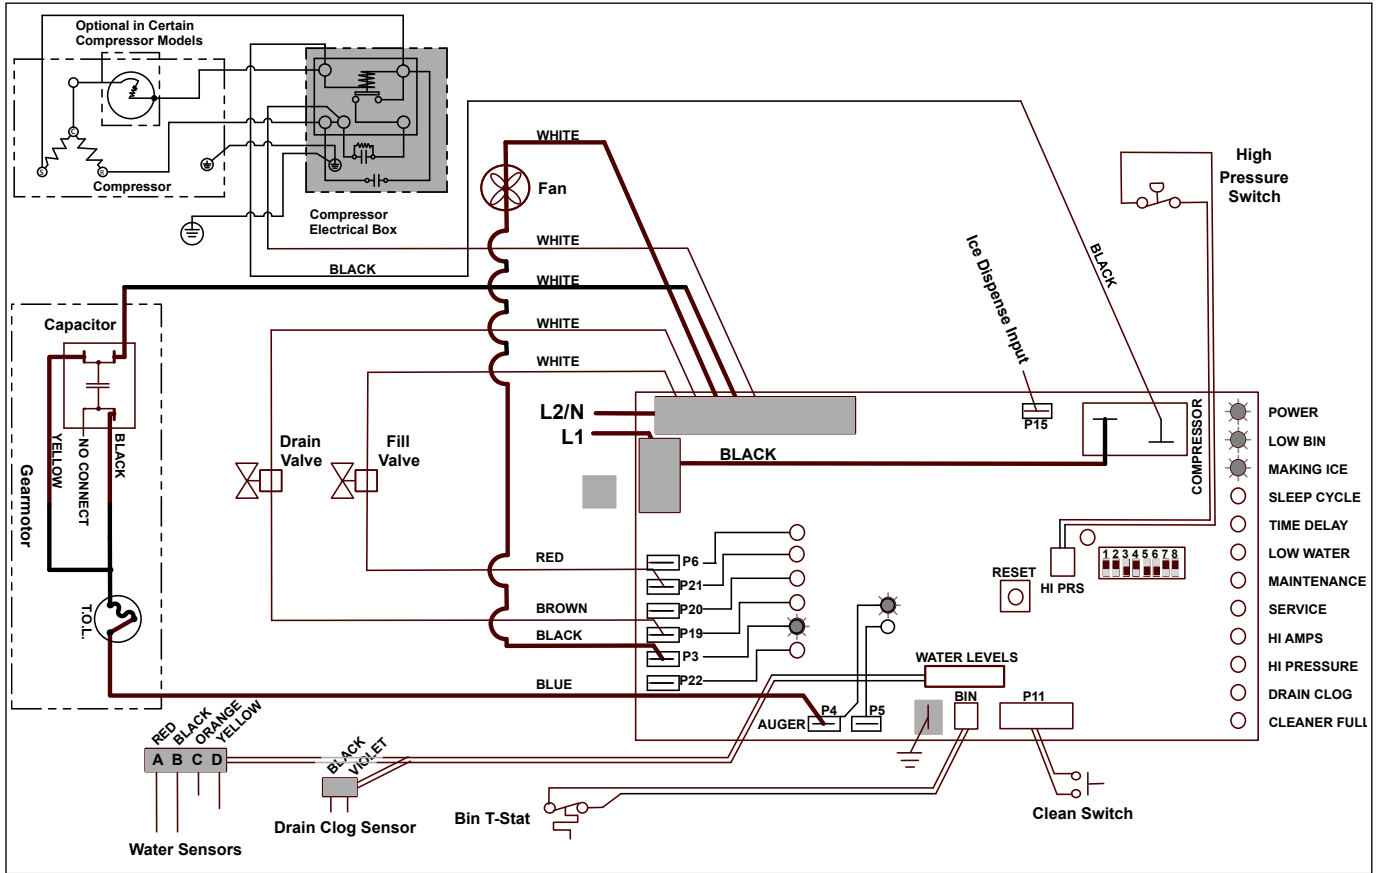 Optional in Certain
Compressor Models
S
C
R
Compressor
Compressor
Electrical Box
WHITE
Fan
WHITE
BLACK
WHITE
WHITE
WHITE
High
Pressure
Switch
BLACK
Ice Dispense Input
P15
COMPRESSOR
Capacitor
YELLOW
NO CONNECT
BLACK
Gearmotor
T.O.L.
Drain
Valve
Fill
Valve
L2/N
L1
BLACK
POWER
LOW BIN
MAKING ICE
SLEEP CYCLE
TIME DELAY
LOW WATER
MAINTENANCE
SERVICE
HI AMPS
HI PRESSURE
DRAIN CLOG
CLEANER FULL
1 2 3 4 5 6 7 8
HI PRS
RESET
RED
P6
P21
BROWN
P20
P19
BLACK
P3
P22
BLUE
WATER LEVELS
BIN
P11
AUGER
P4
P5
RED
BLACK
ORANGE
YELLOW
A B C D
Water Sensors
BLACK
VIOLET
Drain Clog Sensor
Bin T-Stat
Clean Switch